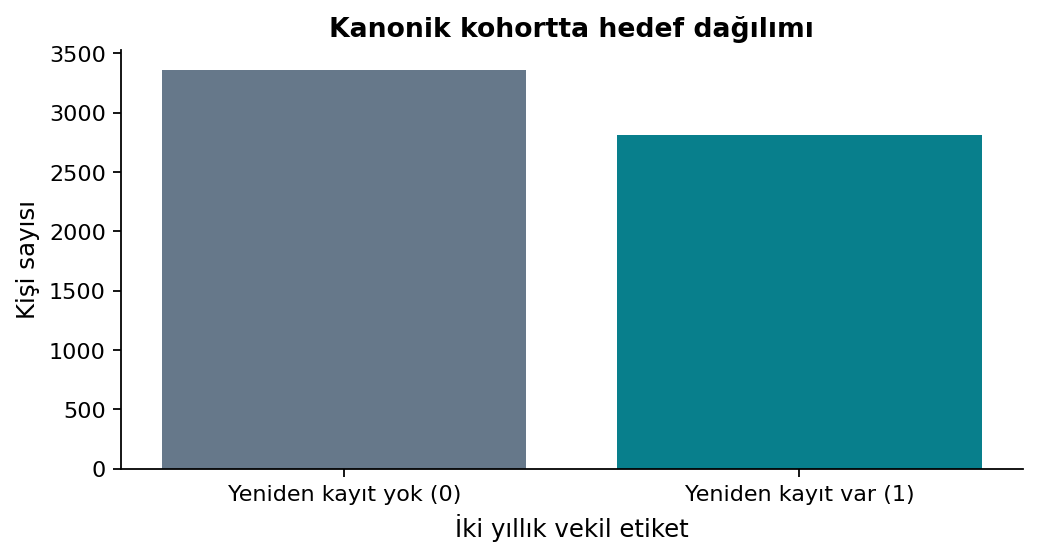 Kanonik kohortta hedef dağılımı
Kişi sayısı
3500
3000
2500
2000
1500
1000
500
0
Yeniden kayıt yok (0)
Yeniden kayıt var (1)
İki yıllık vekil etiket